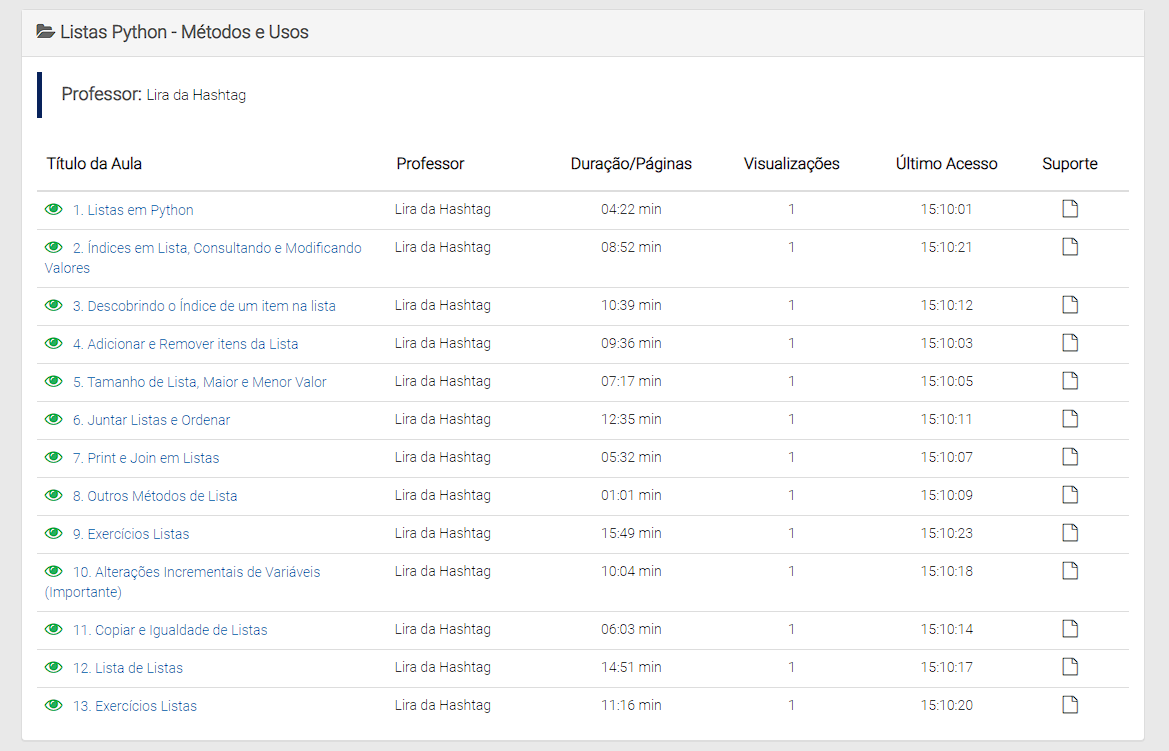 Listas Python - Métodos e Usos
Professor: Lira da Hashtag
Título da Aula Professor Duração/Páginas Visualizações Último Acesso Suporte
1. Listas em Python Lira da Hashtag 04:22 min 1 15:10:01
2. Índices em Lista, Consultando e Modificando Lira da Hashtag 08:52 min 1 15:10:21
Valores
3. Descobrindo o Índice de um item na lista Lira da Hashtag 10:39 min 1 15:10:12
4. Adicionar e Remover itens da Lista Lira da Hashtag 09:36 min 1 15:10:03
5. Tamanho de Lista, Maior e Menor Valor Lira da Hashtag 07:17 min 1 15:10:05
6. Juntar Listas e Ordenar Lira da Hashtag 12:35 min 1 15:10:11
7. Print e Join em Listas Lira da Hashtag 05:32 min 1 15:10:07
8. Outros Métodos de Lista Lira da Hashtag 01:01 min 1 15:10:09
9. Exercícios Listas Lira da Hashtag 15:49 min 1 15:10:23
10. Alterações Incrementais de Variáveis Lira da Hashtag 10:04 min 1 15:10:18
(Importante)
11. Copiar e Igualdade de Listas Lira da Hashtag 06:03 min 1 15:10:14
12. Lista de Listas Lira da Hashtag 14:51 min 1 15:10:17
13. Exercícios Listas Lira da Hashtag 11:16 min 1 15:10:20